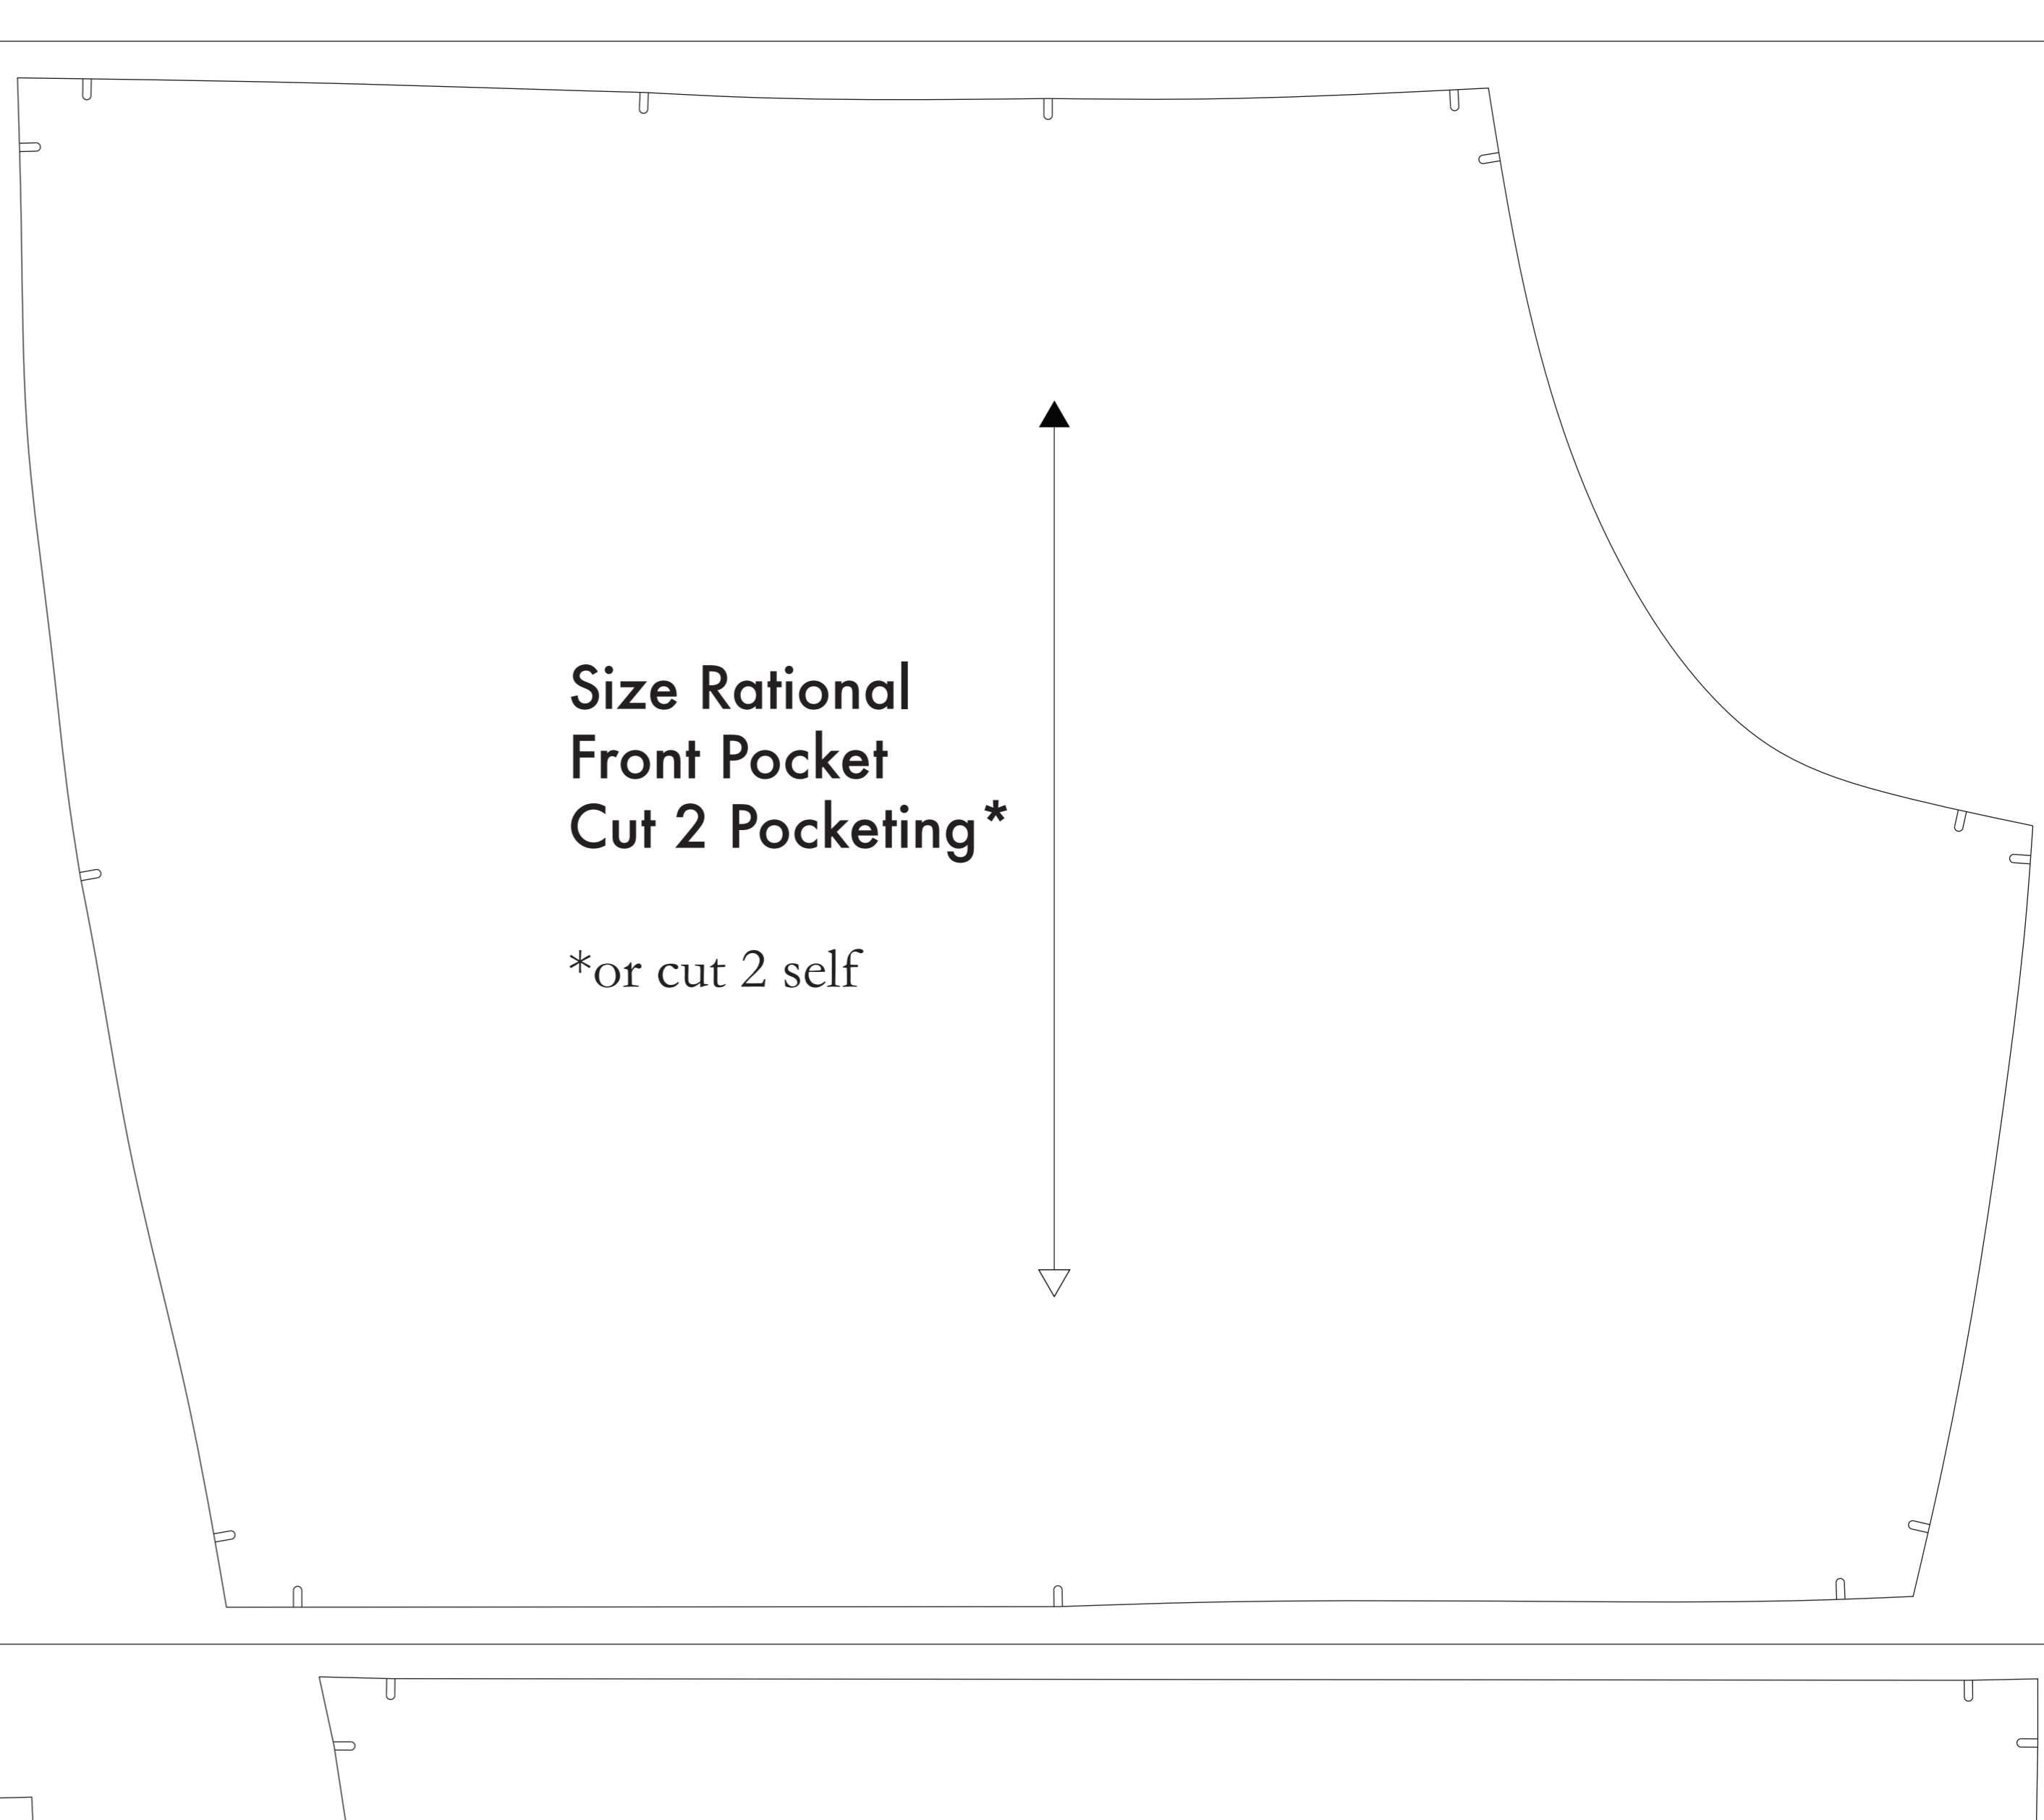 Size Rational
Front Pocket
Cut 2 Pocketing*
*or cut 2 self